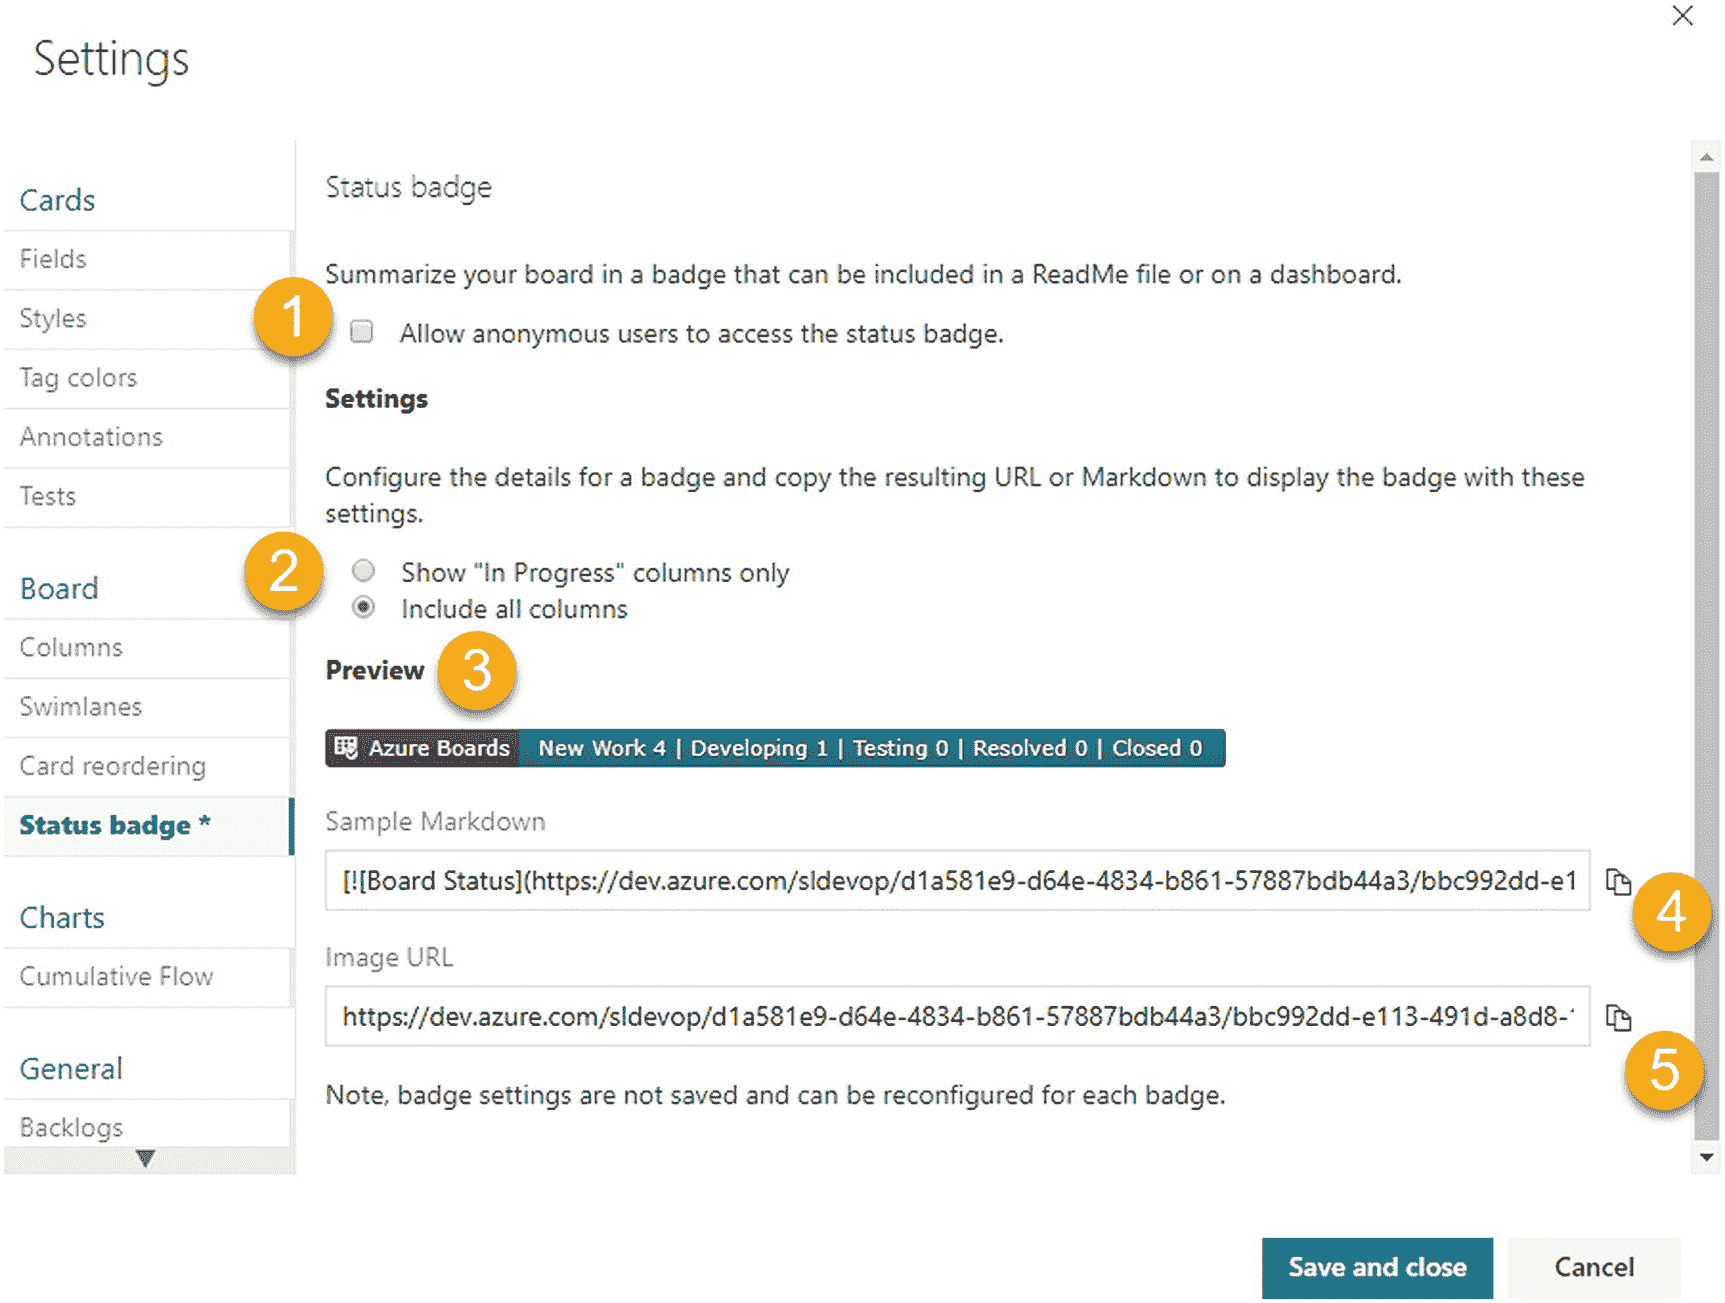 Settings
Cards
Fields
Styles
Tag colors
Annotations
Tests
Board
Columns
Swimlanes
Card reordering
Status badge *
Charts
Cumulative Flow
General
Backlogs
Status badge
Summarize your board in a badge that can be included in a ReadMe file or on a dashboard.
1
Allow anonymous users to access the status badge.
Settings
Configure the details for a badge and copy the resulting URL or Markdown to display the badge with these
settings.
2
Show "In Progress" columns only
Include all columns
Preview
3
Azure Boards New Work 4 | Developing 1 | Testing 0 | Resolved 0 | Closed 0
Sample Markdown
[![Board Status](https://dev.azure.com/sldevop/d1a581e9-d64e-4834-b861-57887bdb44a3/bbc992dd-e1
4
Image URL
https://dev.azure.com/sldevop/d1a581e9-d64e-4834-b861-57887bdb44a3/bbc992dd-e113-491d-a8d8-
5
Note, badge settings are not saved and can be reconfigured for each badge.
Save and close
Cancel